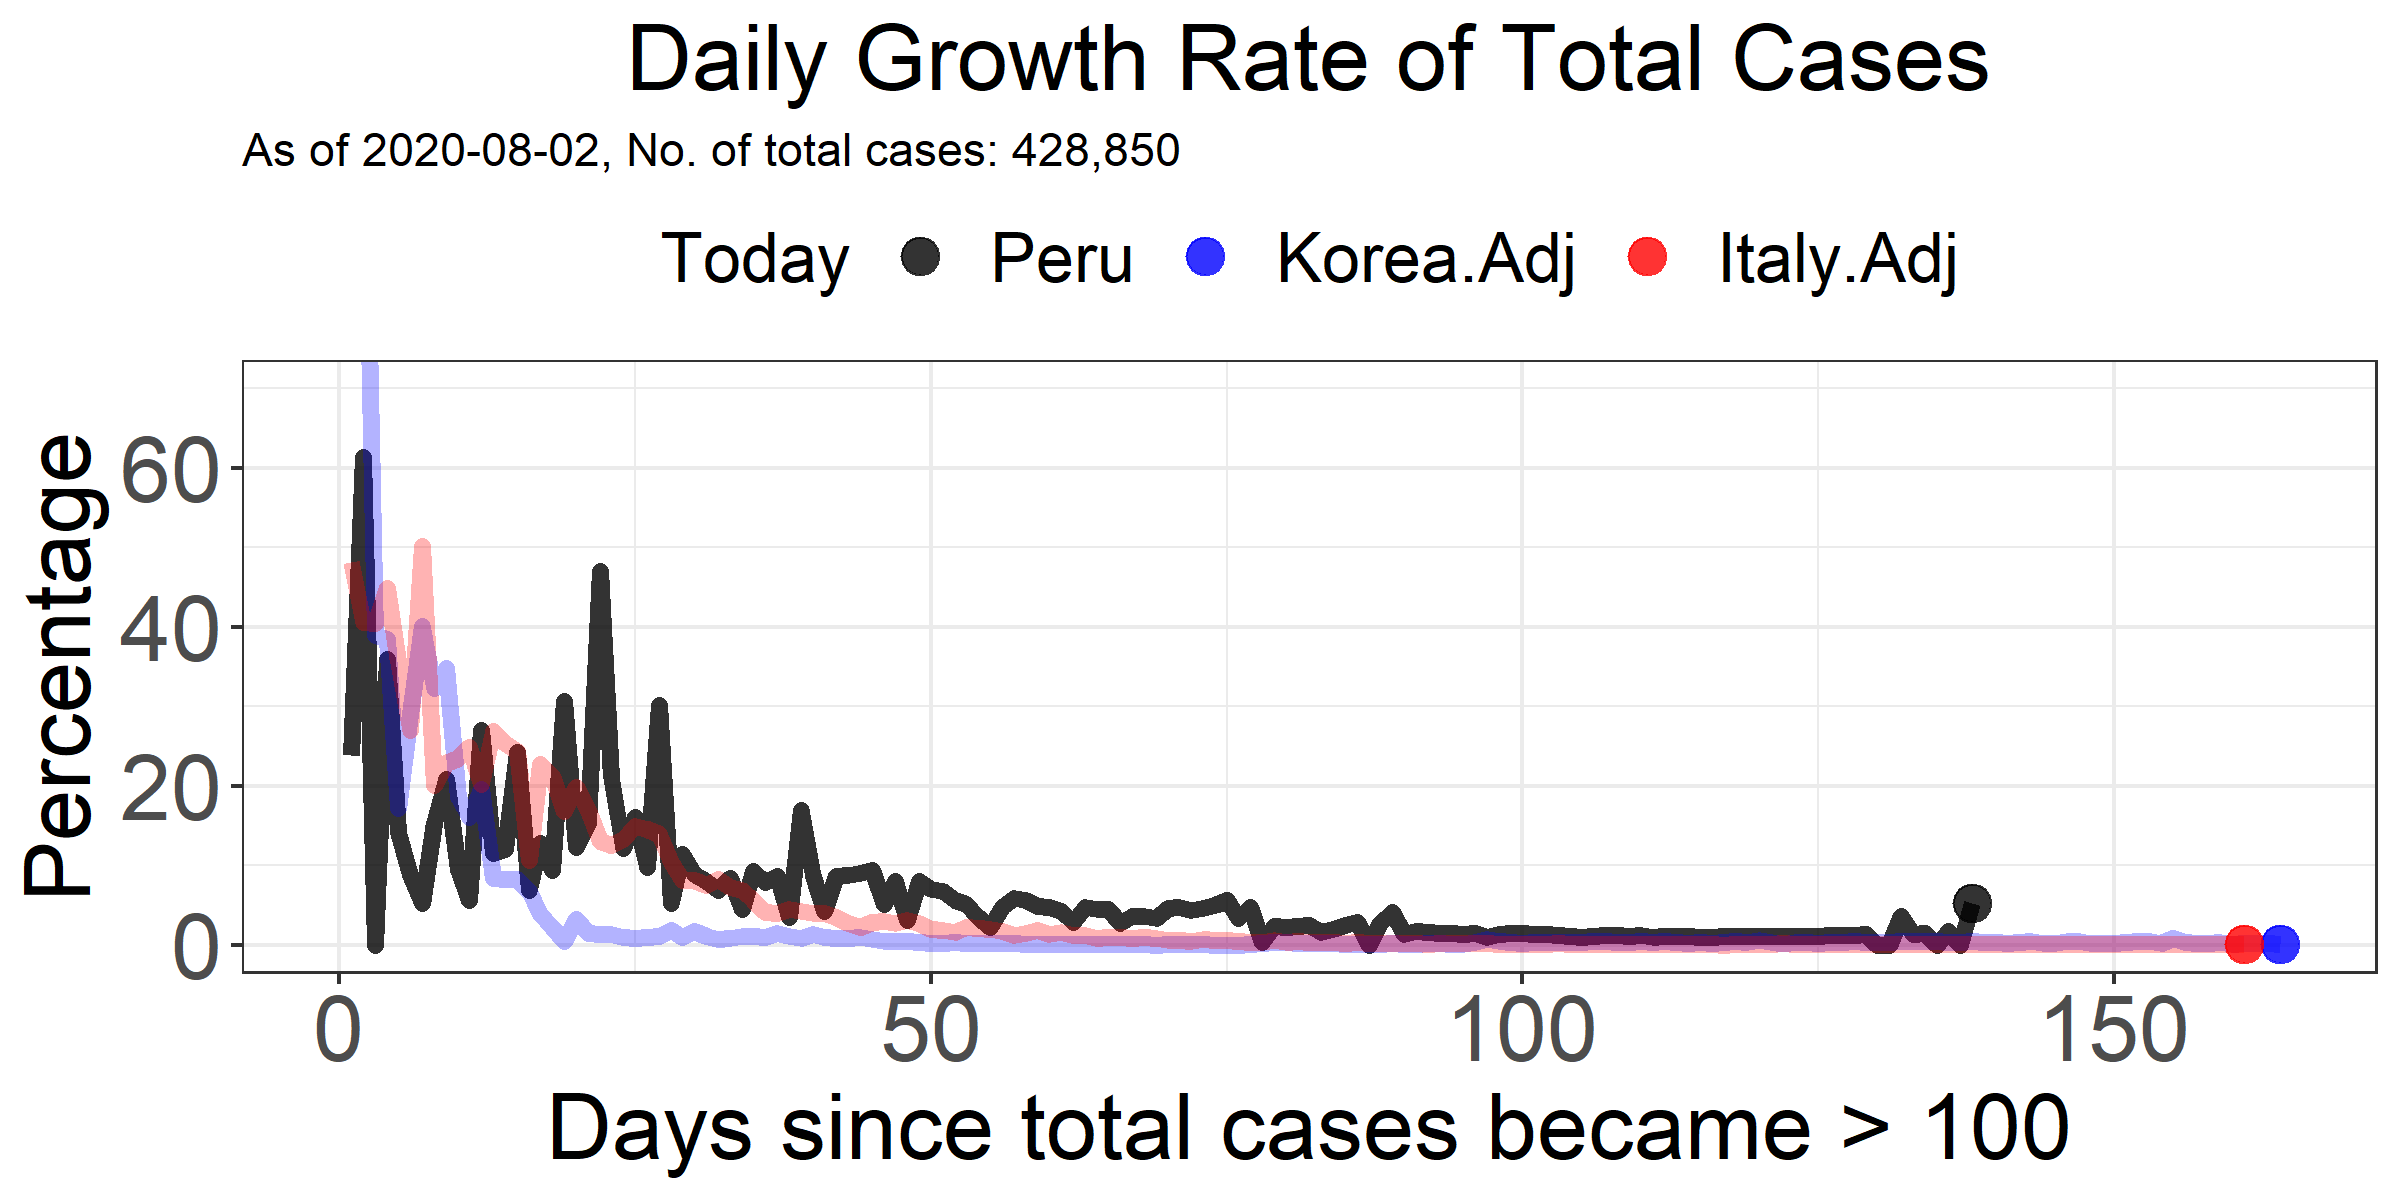 Daily Growth Rate of Total Cases
As of 2020-08-02, No. of total cases: 428,850
Today Peru Korea.Adj Italy.Adj
Percentage
60
40
20
0
0 50 100 150
Days since total cases became > 100